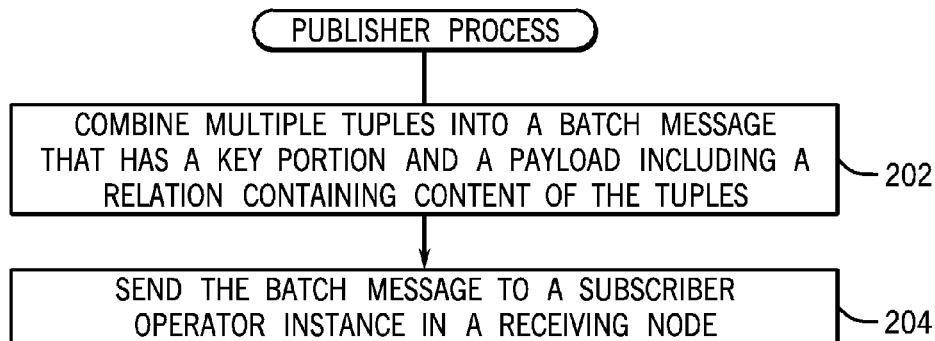 PUBLISHER PROCESS
COMBINE MULTIPLE TUPLES INTO A BATCH MESSAGE
THAT HAS A KEY PORTION AND A PAYLOAD INCLUDING A
RELATION CONTAINING CONTENT OF THE TUPLES
202
SEND THE BATCH MESSAGE TO A SUBSCRIBER
OPERATOR INSTANCE IN A RECEIVING NODE
204